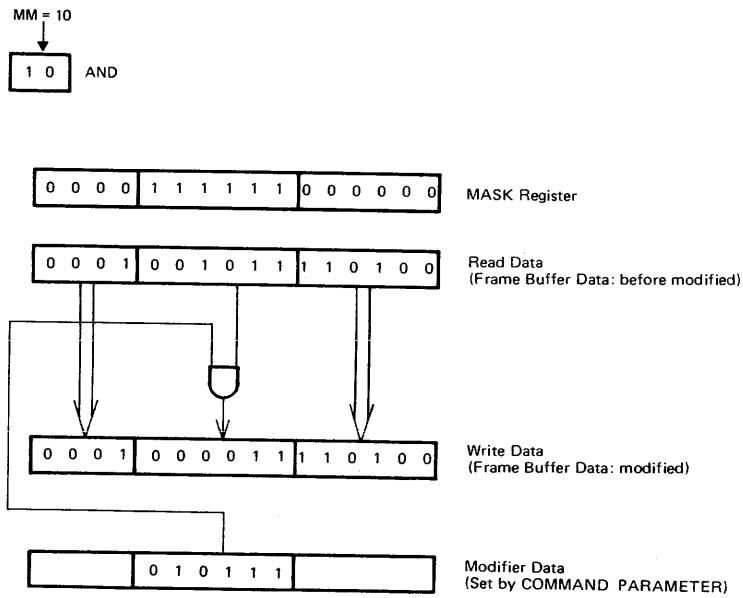 MM = 10
1 0 AND
0 0 0 0 1 1 1 1 1 1 0 0 0 0 0 0 MASK Register
0 0 0 1 0 0 1 0 1 1 1 1 0 1 0 0 Read Data
(Frame Buffer Data: before modified)
0 0 0 1 0 0 0 0 1 1 1 1 0 1 0 0 Write Data
(Frame Buffer Data: modified)
0 1 0 1 1 1 Modifier Data
(Set by COMMAND PARAMETER)